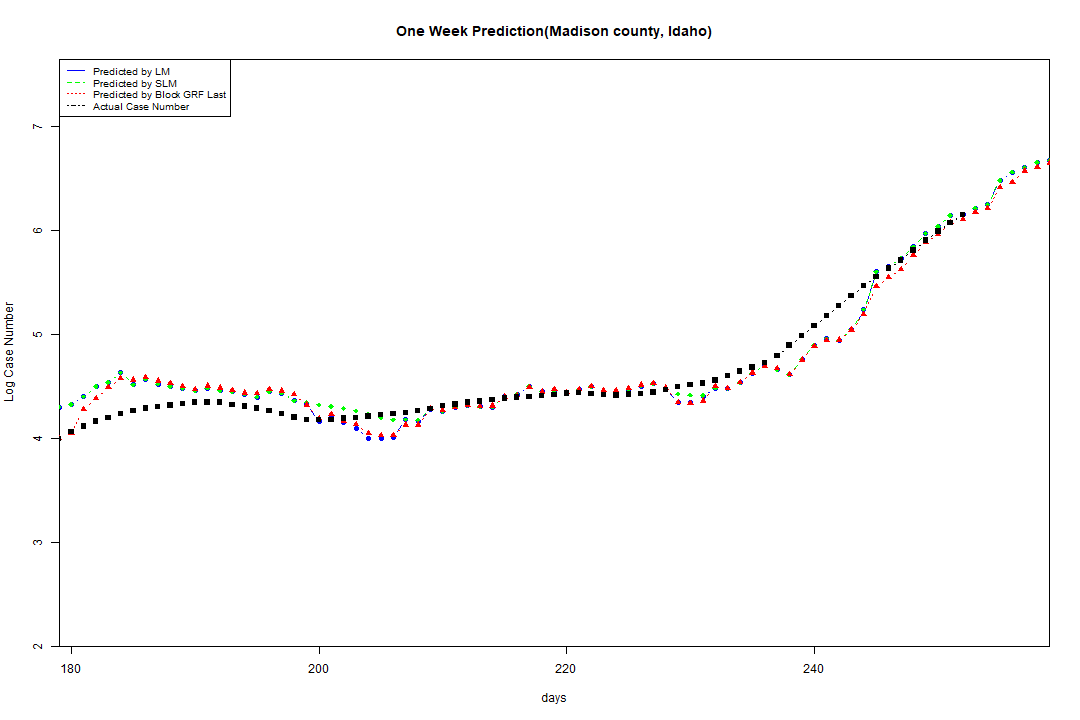 One Week Prediction(Madison county, Idaho)
Predicted by LM
Predicted by SLM
Predicted by Block GRF Last
Actual Case Number
7
6
5
4
3
2
Log Case Number
180 200 220 240
days